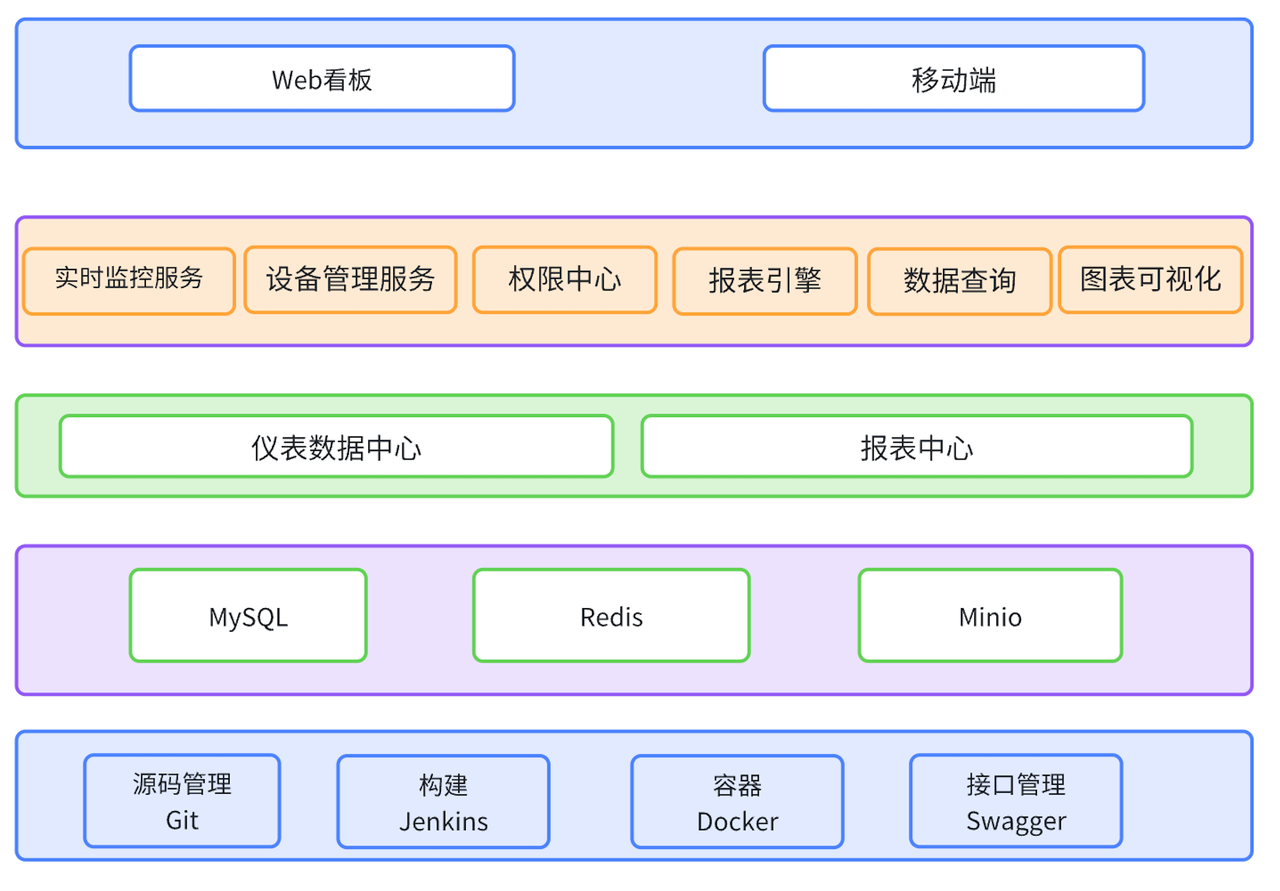 Web看板
移动端
实时监控服务
设备管理服务
权限中心
报表引擎
数据查询
图表可视化
仪表数据中心
报表中心
MySQL
Redis
Minio
源码管理
Git
构建
Jenkins
容器
Docker
接口管理
Swagger